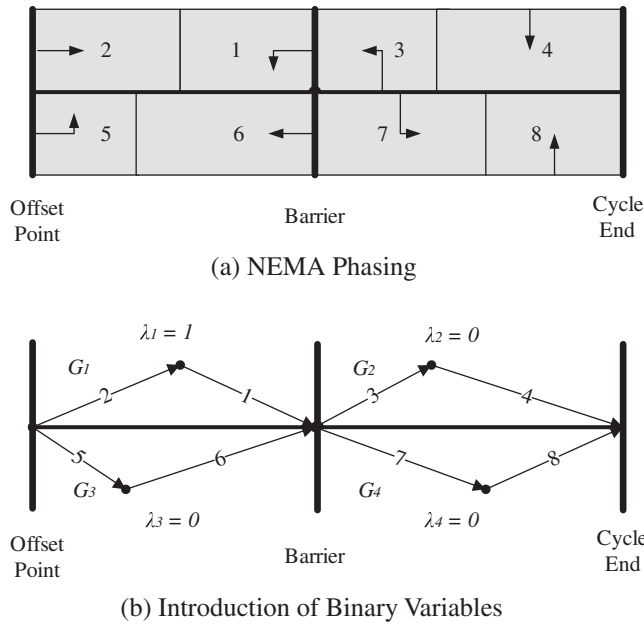 2 1 3 4
5 6 7 8
Offset Point
Barrier
Cycle End
(a) NEMA Phasing
λ1 = 1
λ2 = 0
G1
G2
2 1 3 4
5 6 7 8
G3
G4
λ3 = 0
λ4 = 0
Offset Point
Barrier
Cycle End
(b) Introduction of Binary Variables